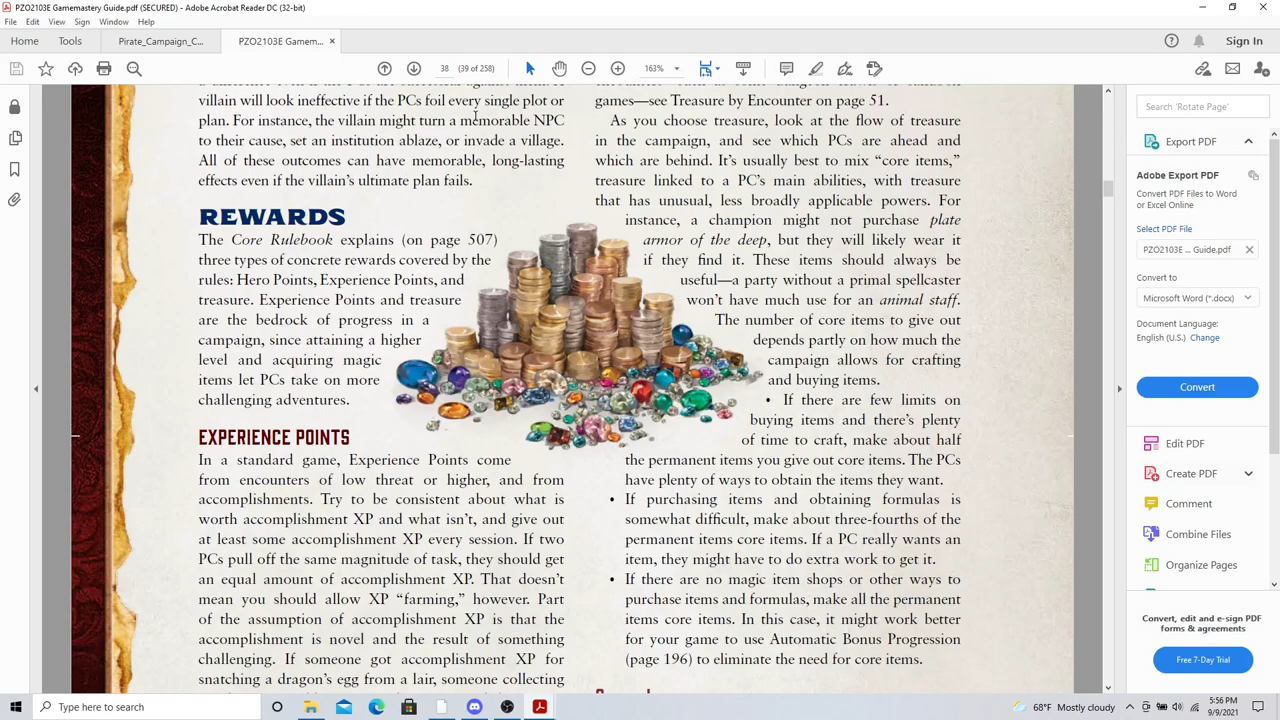 PZO2103E Gamemastery Guide.pdf (SECURED) - Adobe Acrobat Reader DC (32-bit)
File Edit View Sign Window Help
Home Tools Pirate_Campaign_C... PZO2103E Gamem... ×
Sign In
38 (39 of 258)
163%
villain will look ineffective if the PCs foil every single plot or
plan. For instance, the villain might turn a memorable NPC
to their cause, set an institution ablaze, or invade a village.
All of these outcomes can have memorable, long-lasting
effects even if the villain's ultimate plan fails.
REWARDS
The Core Rulebook explains (on page 507)
three types of concrete rewards covered by the
rules: Hero Points, Experience Points, and
treasure. Experience Points and treasure
are the bedrock of progress in a
campaign, since attaining a higher
level and acquiring magic
items let PCs take on more
challenging adventures.
EXPERIENCE POINTS
In a standard game, Experience Points come
from encounters of low threat or higher, and from
accomplishments. Try to be consistent about what is
worth accomplishment XP and what isn't, and give out
at least some accomplishment XP every session. If two
PCs pull off the same magnitude of task, they should get
an equal amount of accomplishment XP. That doesn't
mean you should allow XP “farming,” however. Part
of the assumption of accomplishment XP is that the
accomplishment is novel and the result of something
challenging. If someone got accomplishment XP for
snatching a dragon's egg from a lair, someone collecting
games—see Treasure by Encounter on page 51.
As you choose treasure, look at the flow of treasure
in the campaign, and see which PCs are ahead and
which are behind. It's usually best to mix “core items,”
treasure linked to a PC's main abilities, with treasure
that has unusual, less broadly applicable powers. For
instance, a champion might not purchase plate
armor of the deep, but they will likely wear it
if they find it. These items should always be
useful—a party without a primal spellcaster
won't have much use for an animal staff.
The number of core items to give out
depends partly on how much the
campaign allows for crafting
and buying items.
• If there are few limits on
buying items and there's plenty
of time to craft, make about half
the permanent items you give out core items. The PCs
have plenty of ways to obtain the items they want.
• If purchasing items and obtaining formulas is
somewhat difficult, make about three-fourths of the
permanent items core items. If a PC really wants an
item, they might have to do extra work to get it.
• If there are no magic item shops or other ways to
purchase items and formulas, make all the permanent
items core items. In this case, it might work better
for your game to use Automatic Bonus Progression
(page 196) to eliminate the need for core items.
Search 'Rotate Page'
Export PDF
Adobe Export PDF
Convert PDF Files to Word
or Excel Online
Select PDF File
PZO2103E ... Guide.pdf
Convert to
Microsoft Word (*.docx)
Document Language:
English (U.S.) Change
Convert
Edit PDF
Create PDF
Comment
Combine Files
Organize Pages
Convert, edit and e-sign PDF
forms & agreements
Free 7-Day Trial
Type here to search
68°F Mostly cloudy
5:56 PM
9/9/2021